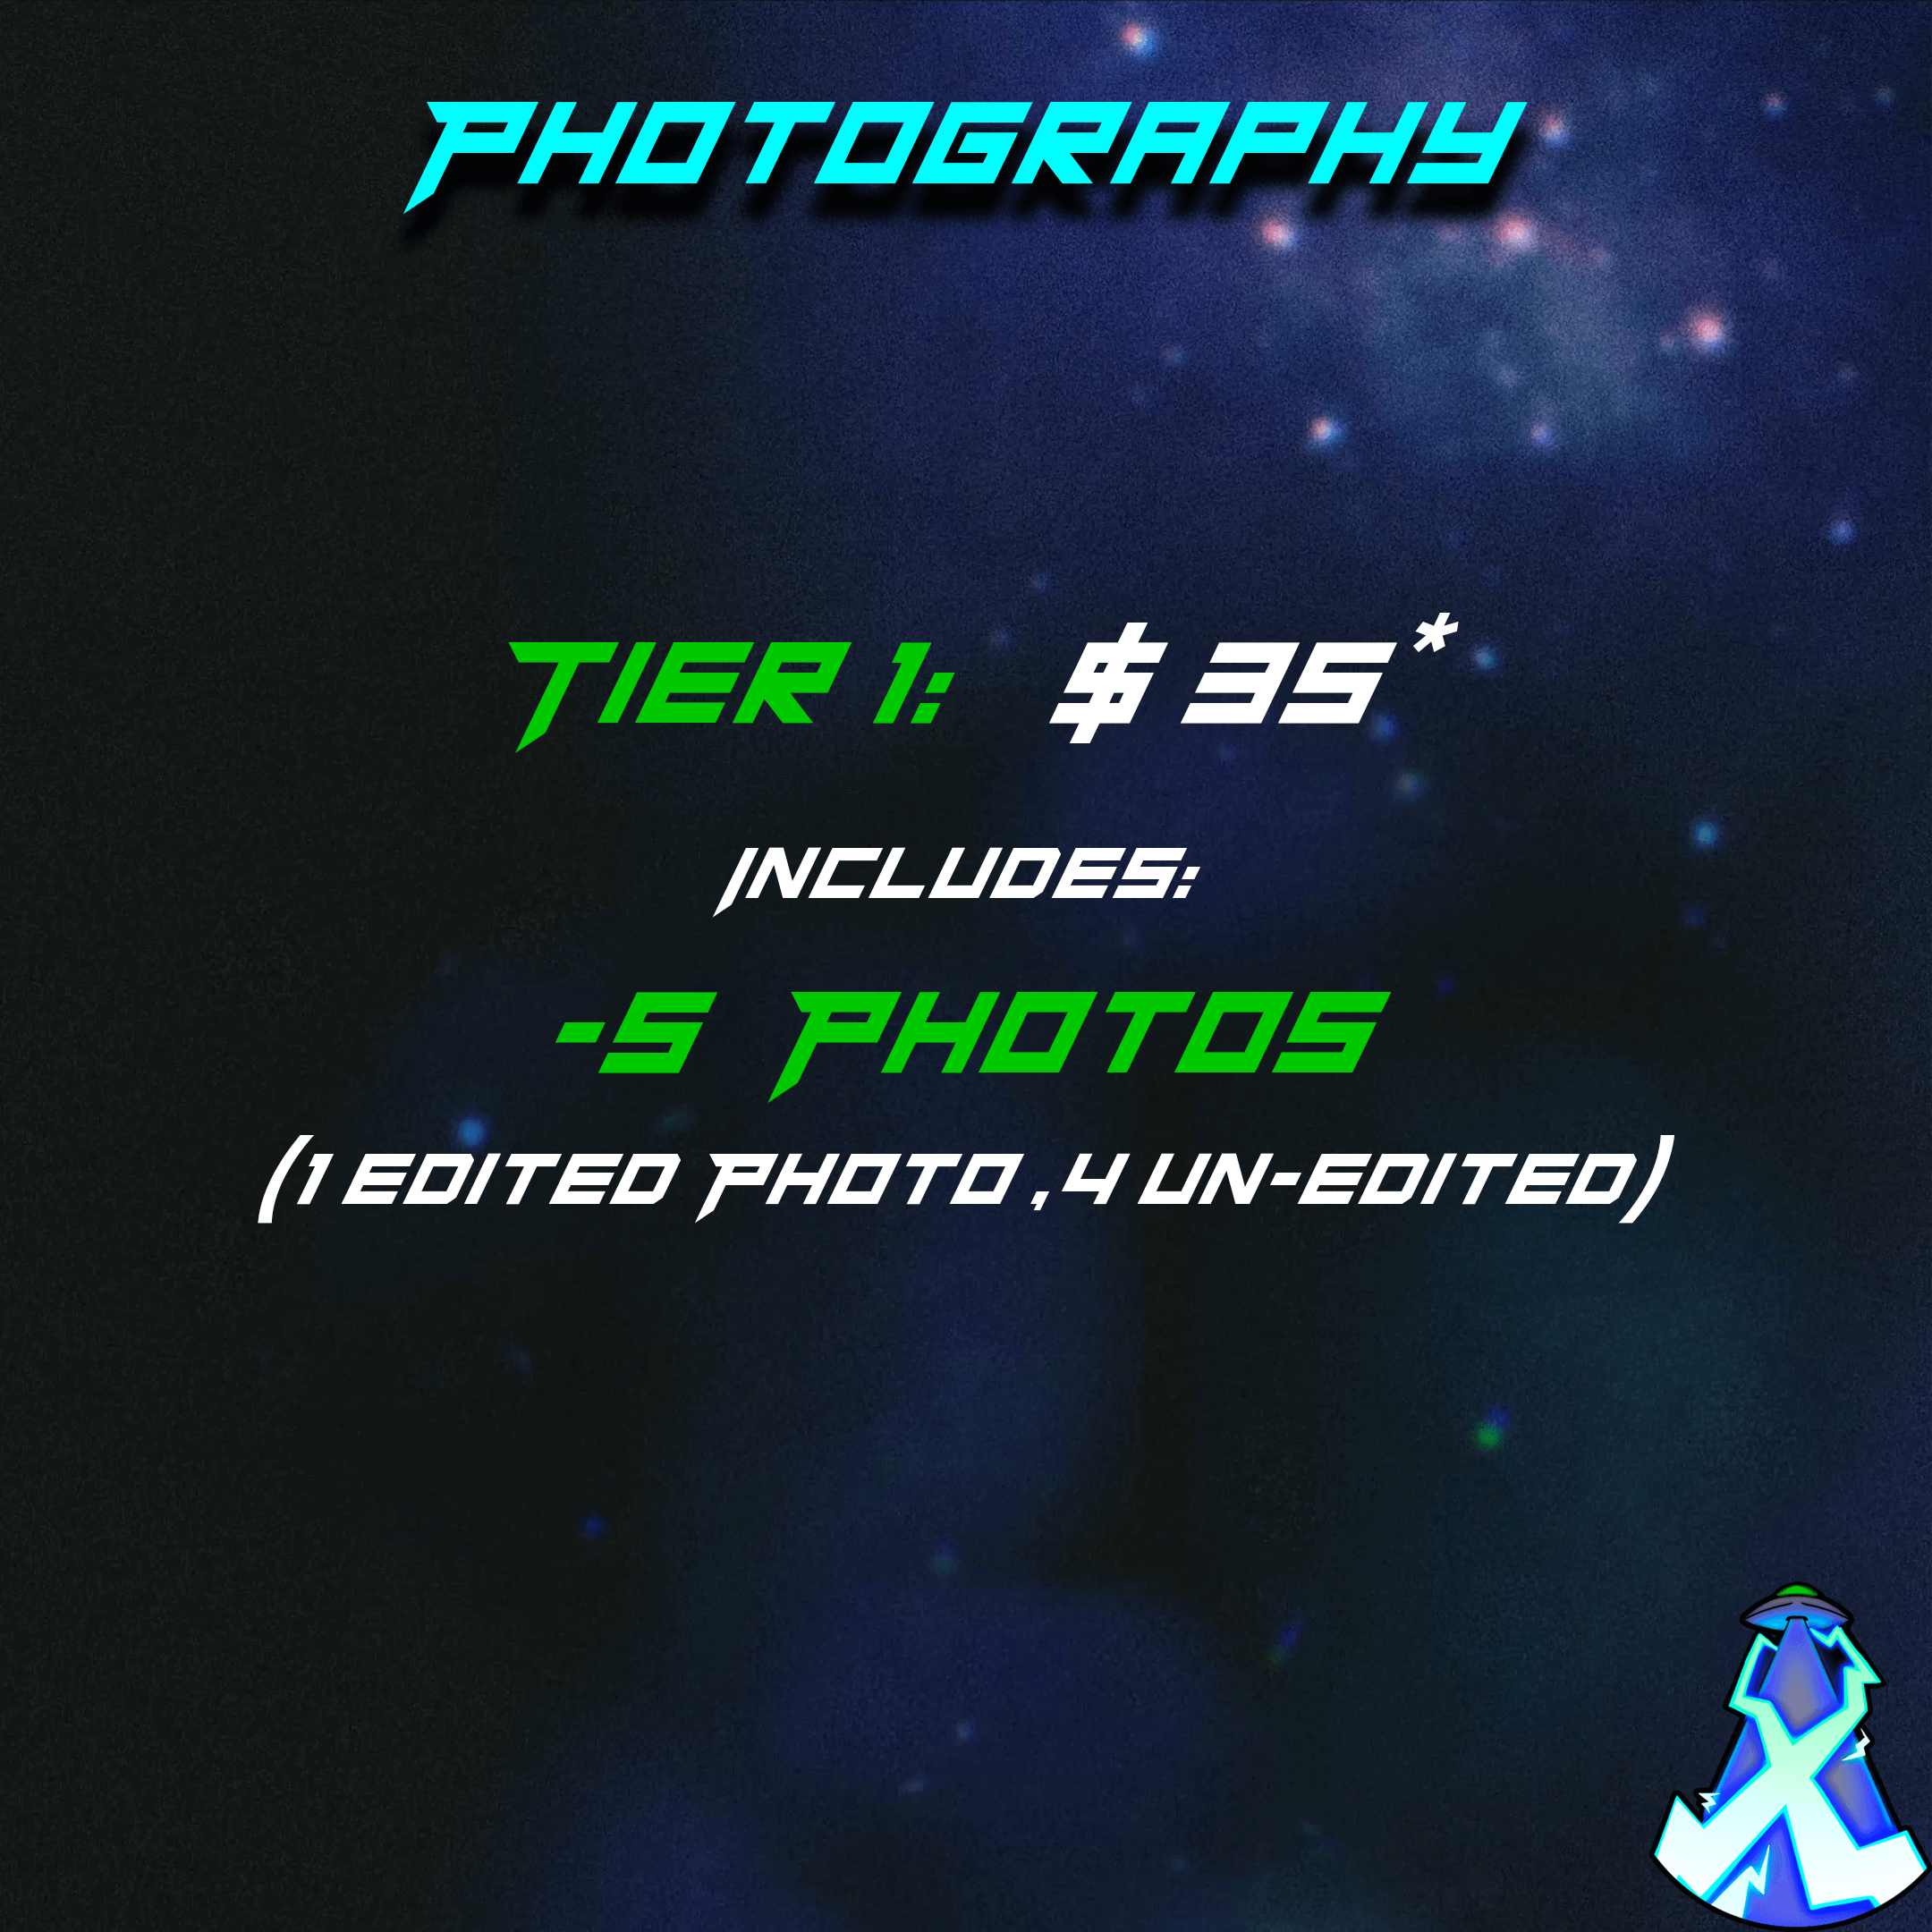 Photography
Tier 1: $ 35*
Includes:
-5 Photos
(1 edited Photo , 4 un-edited)